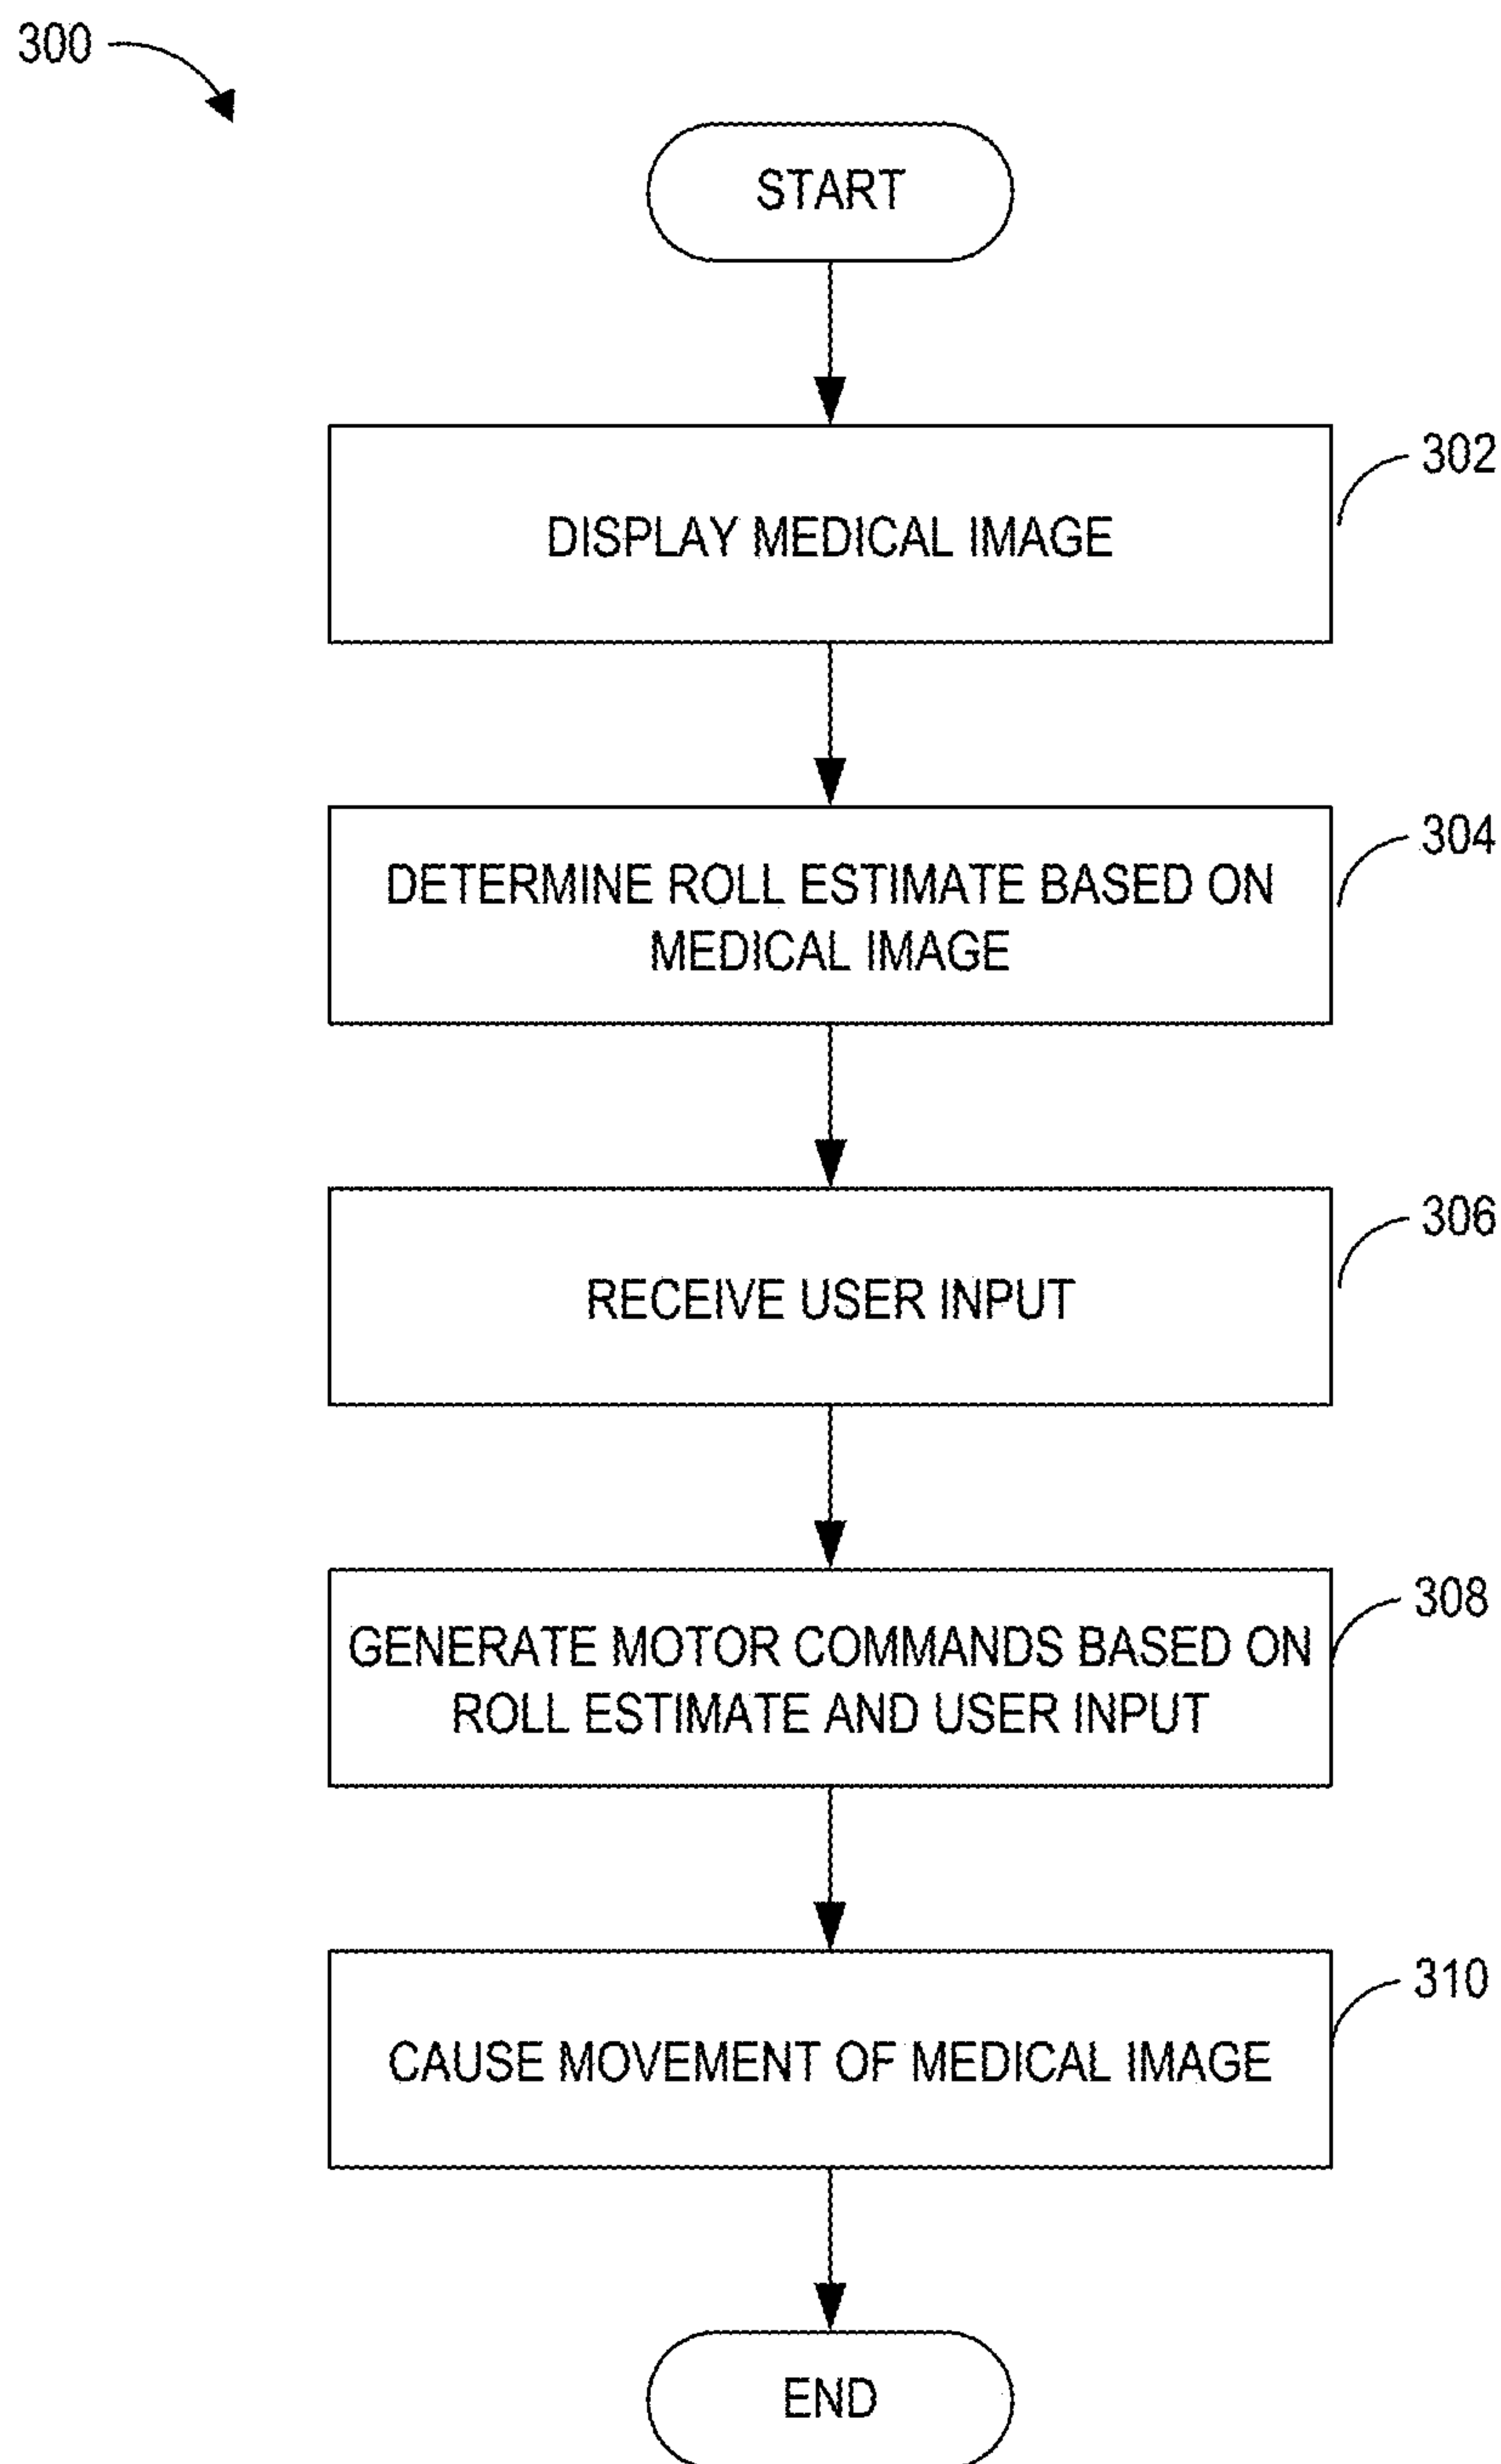 300
START
302
DISPLAY MEDICAL IMAGE
304
DETERMINE ROLL ESTIMATE BASED ON
MEDICAL IMAGE
306
RECEIVE USER INPUT
308
GENERATE MOTOR COMMANDS BASED ON
ROLL ESTIMATE AND USER INPUT
310
CAUSE MOVEMENT OF MEDICAL IMAGE
END